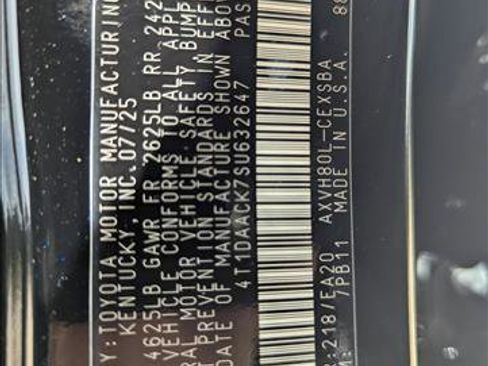 Y:TOYOTA MOTOR MANUFACTURING
KENTUCKY, INC. 07/25
4625LB GAWR FR 2625LB RR 242
VEHICLE CONFORMS TO ALL APPL
RAL MOTOR VEHICLE SAFETY BUMP
T PREVENTION STANDARDS IN EFF
DATE OF MANUFACTURE SHOWN ABOV
4T1DAACK7SU632647 PAS
R:218/EA20 AXVH80L-CEXSBA
M: 7PB11 MADE IN U.S.A. 88